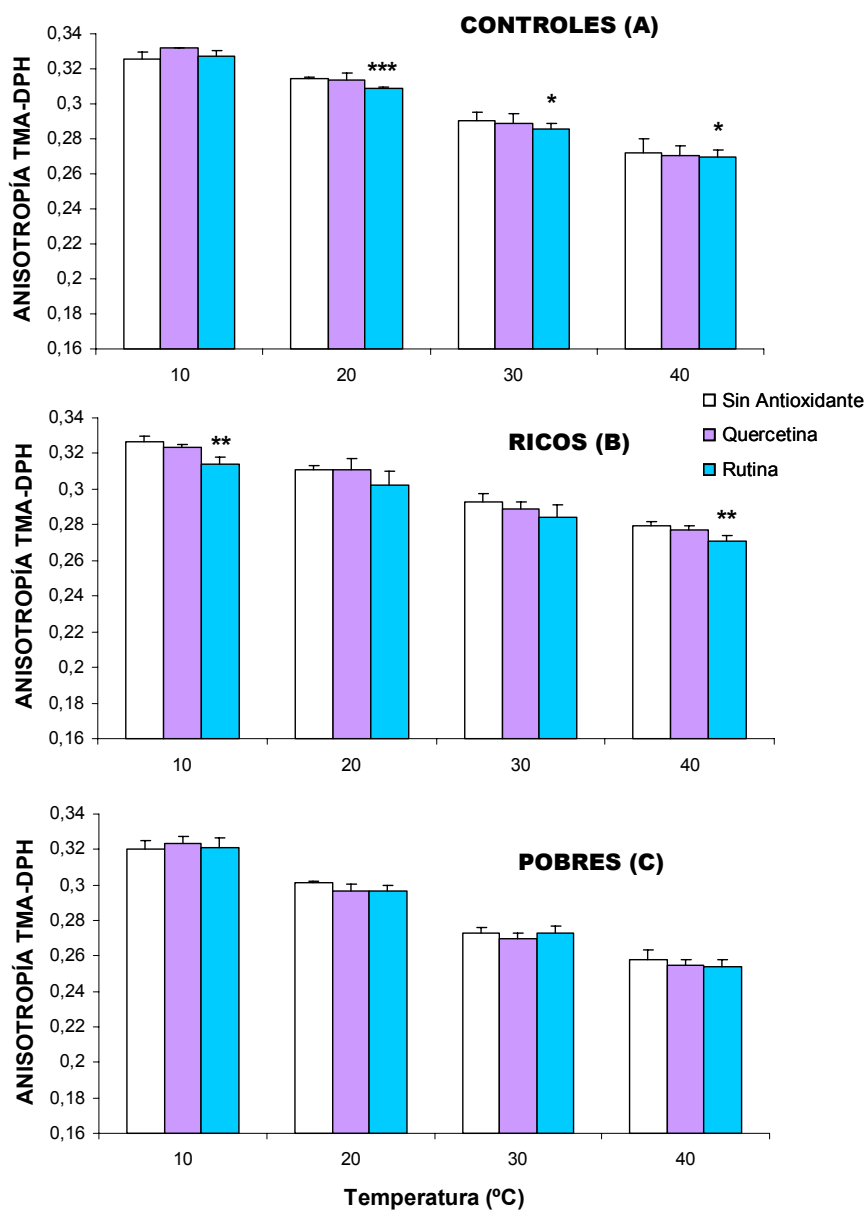 CONTROLES (A)
ANISOTROPÍA TMA-DPH
0,34
0,32
0,3
0,28
0,26
0,24
0,22
0,2
0,18
0,16
***
*
*
10 20 30 40
Sin Antioxidante
Quercetina
Rutina
RICOS (B)
ANISOTROPÍA TMA-DPH
0,34
0,32
0,3
0,28
0,26
0,24
0,22
0,2
0,18
0,16
**
**
10 20 30 40
POBRES (C)
ANISOTROPÍA TMA-DPH
0,34
0,32
0,3
0,28
0,26
0,24
0,22
0,2
0,18
0,16
10 20 30 40
Temperatura (ºC)